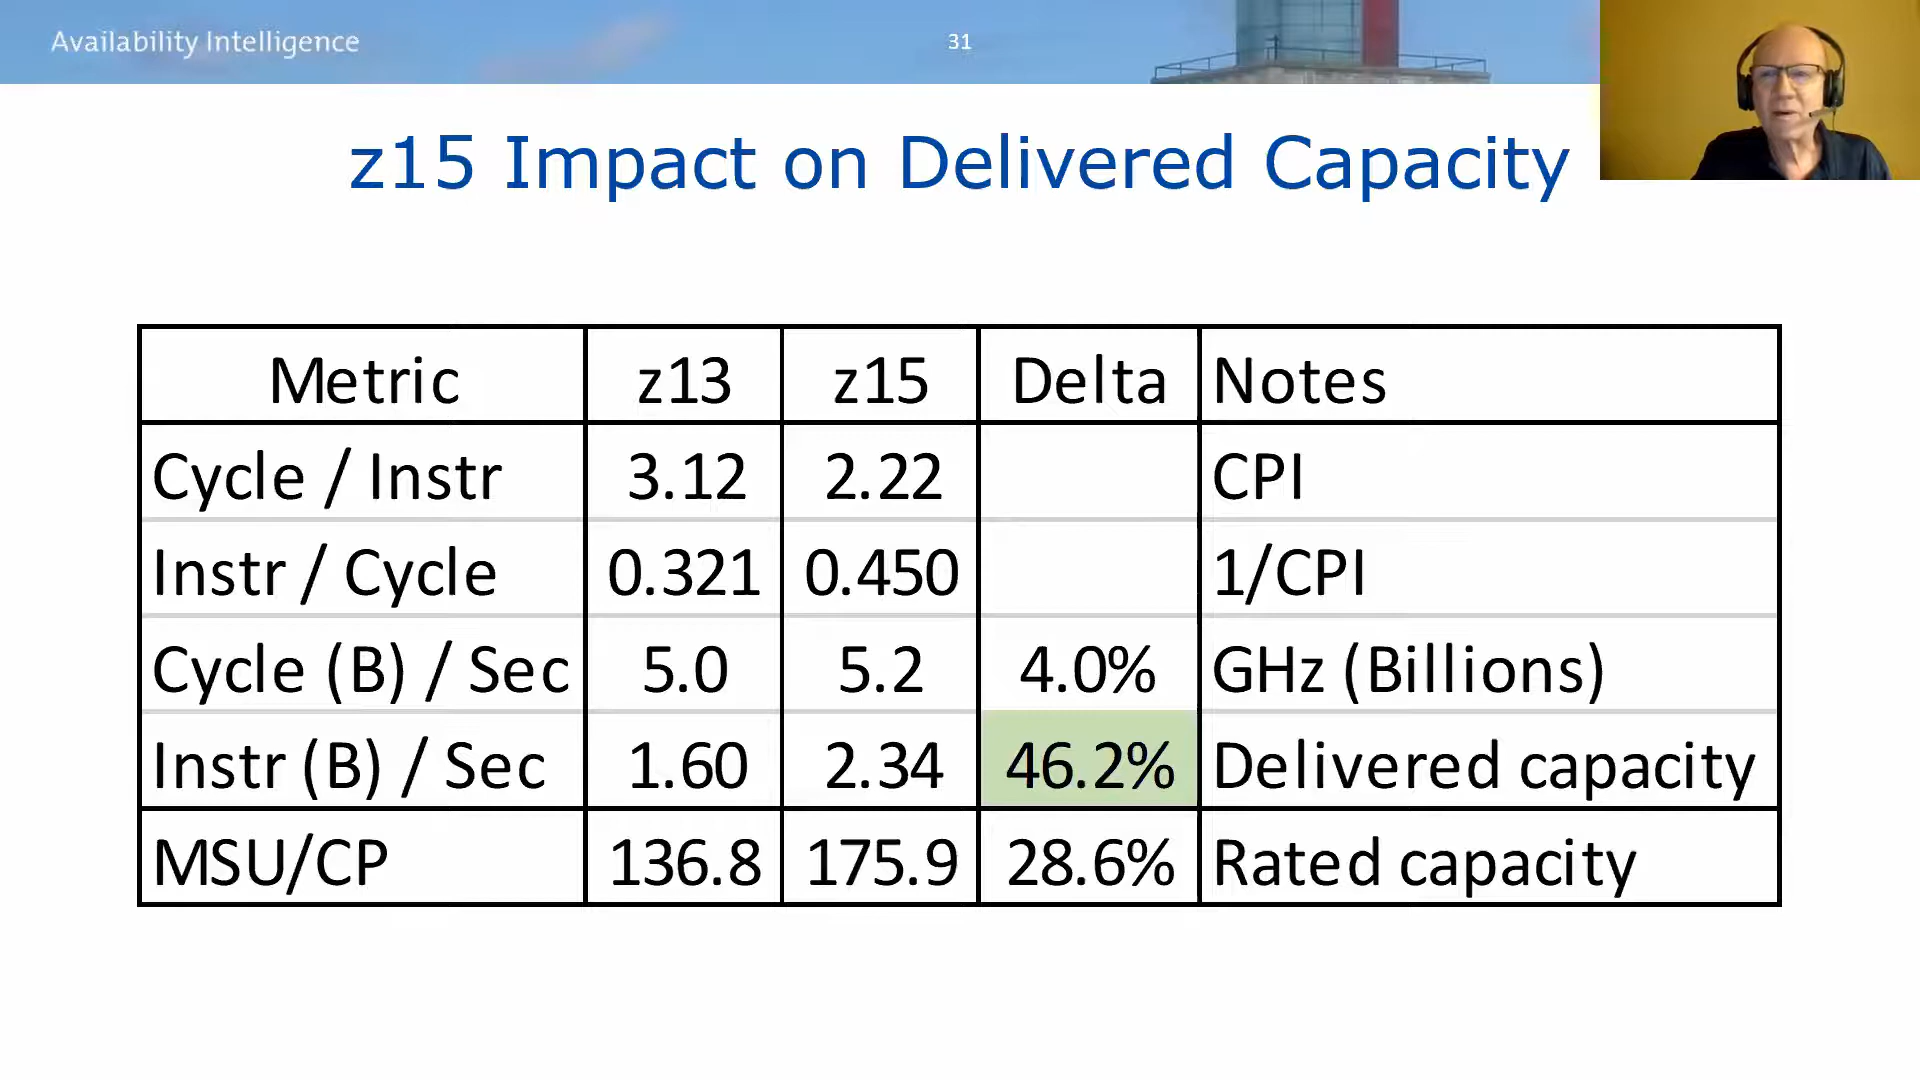 Availability Intelligence
31
z15 Impact on Delivered Capacity
Metric z13 z15 Delta Notes
Cycle / Instr 3.12 2.22 CPI
Instr / Cycle 0.321 0.450 1/CPI
Cycle (B) / Sec 5.0 5.2 4.0% GHz (Billions)
Instr (B) / Sec 1.60 2.34 46.2% Delivered capacity
MSU/CP 136.8 175.9 28.6% Rated capacity